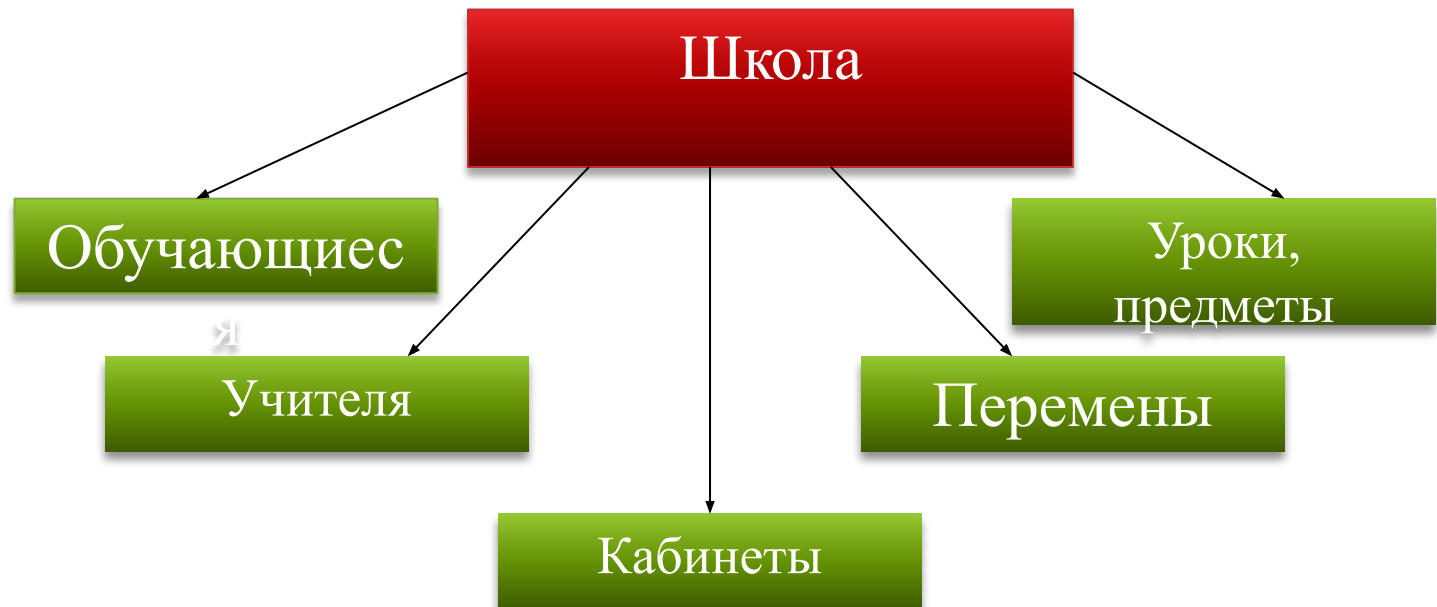 Школа
Обучающиес
я
Уроки,
предметы
Учителя
Перемены
Кабинеты